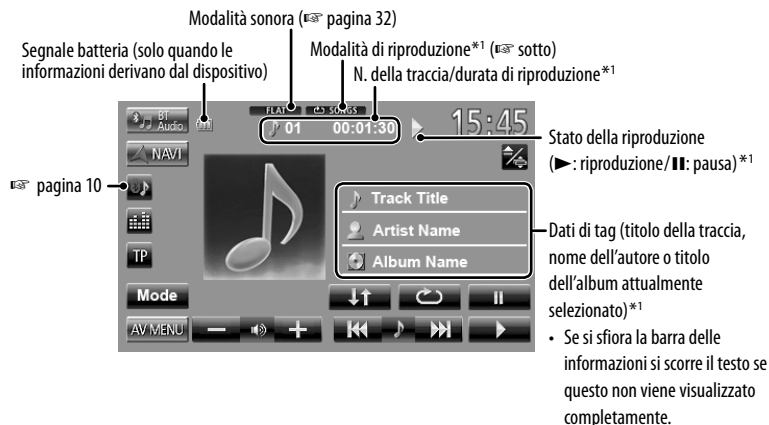 Modalità sonora (☞ pagina 32)
Segnale batteria (solo quando le
informazioni derivano dal dispositivo)
Modalità di riproduzione*1 (☞ sotto)
N. della traccia/durata di riproduzione*1
BT
Audio
FLAT
SONGS
01 00:01:30
15:45
NAVI
Stato della riproduzione
(►: riproduzione/⏸: pausa)*1
☞ pagina 10
Track Title
Artist Name
Album Name
TP
Dati di tag (titolo della traccia,
nome dell’autore o titolo
dell’album attualmente
selezionato)*1
• Se si sfiora la barra delle
informazioni si scorre il testo se
questo non viene visualizzato
completamente.
Mode
AV MENU